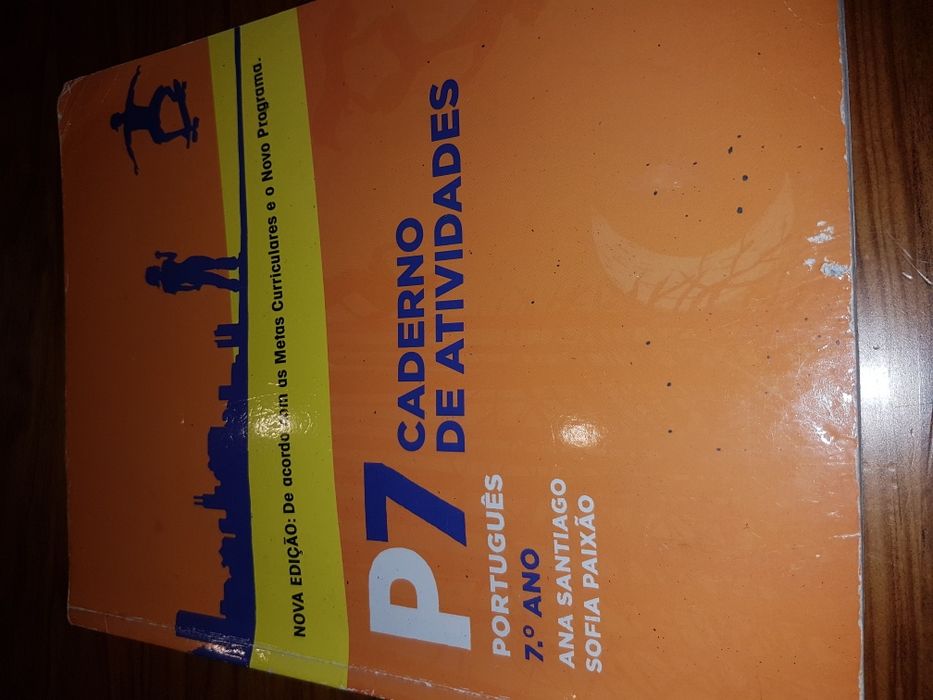 NOVA EDIÇÃO: De acordo com as Metas Curriculares e o Novo Programa.
P7 CADERNO
DE ATIVIDADES
PORTUGUÊS
7.º ANO
ANA SANTIAGO
SOFIA PAIXÃO